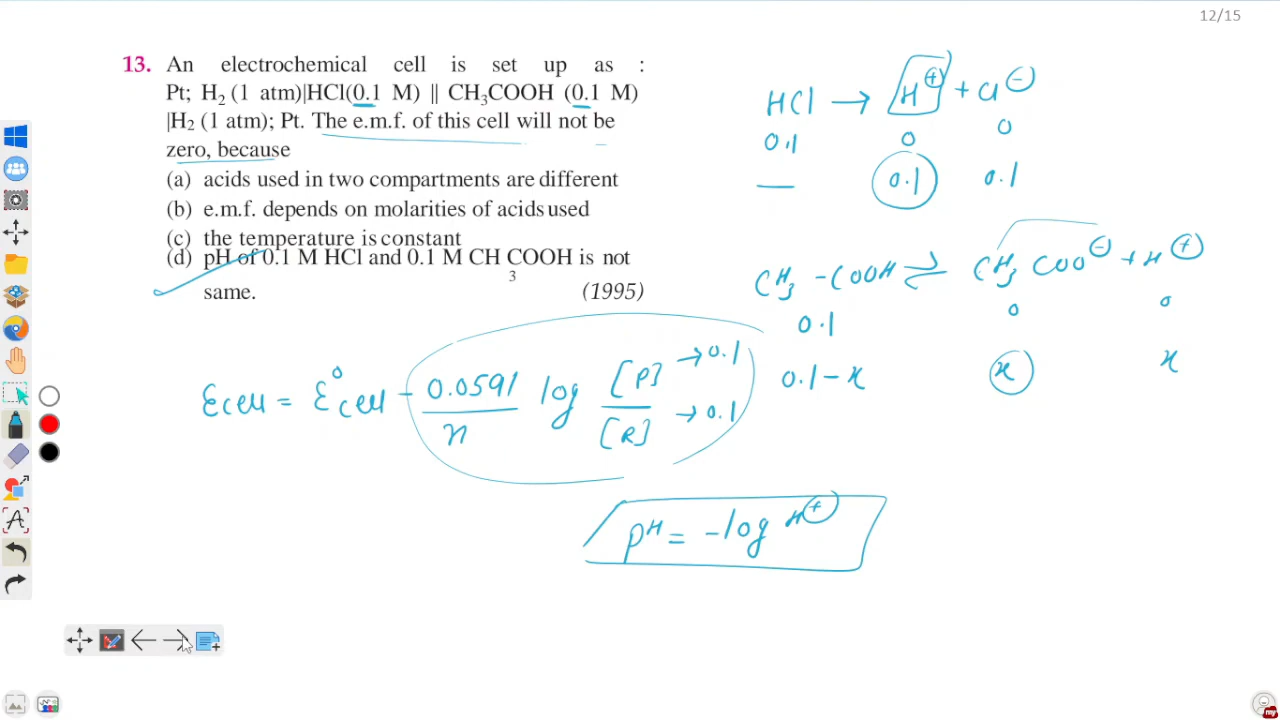 12/15
13. An electrochemical cell is set up as :
Pt; H2 (1 atm)|HCl(0.1 M) || CH3COOH (0.1 M)
|H2 (1 atm); Pt. The e.m.f. of this cell will not be
zero, because
(a) acids used in two compartments are different
(b) e.m.f. depends on molarities of acids used
(c) the temperature is constant
(d) pH of 0.1 M HCl and 0.1 M CH COOH is not
3
same. (1995)
HCl → H⊕ + Cl⊖
0.1 0 0
— 0.1 0.1
CH3-COOH ⇌ CH3COO⊖ + H⊕
0.1 0 0
0.1-x x x
Ecell = E°cell - 0.0591/n log [P]/[R]
→0.1
→0.1
pH = -log H⊕